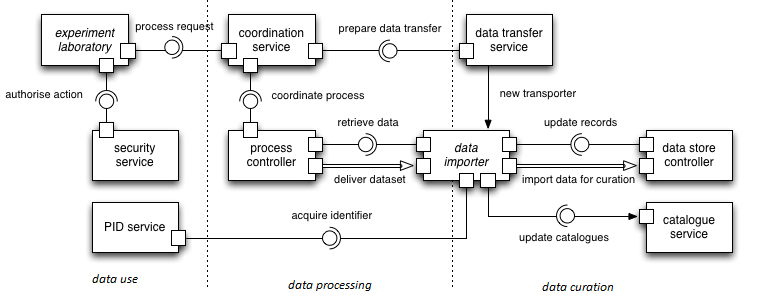 experiment
laboratory
process request
coordination
service
prepare data transfer
data transfer
service
authorise action
coordinate process
new transporter
security
service
process
controller
retrieve data
deliver dataset
data
importer
update records
import data for curation
data store
controller
PID service
acquire identifier
update catalogues
catalogue
service
data use
data processing
data curation